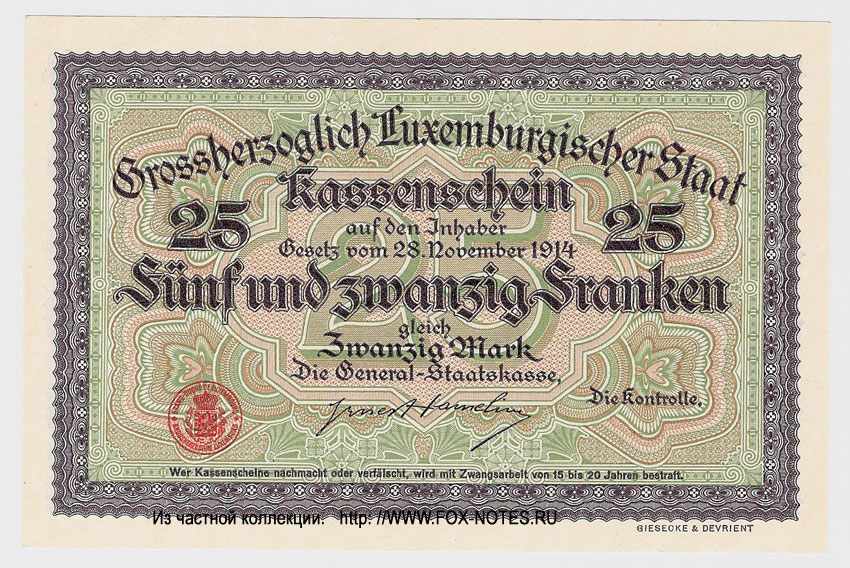 Grossherzoglich Luxemburgischer Staat
Kassenschein
25 auf den Inhaber 25
Gesetz vom 28. November 1914
Fünf und zwanzig Franken
gleich
Zwanzig Mark
Die General-Staatskasse,
Die Kontrolle.
Wer Kassenscheine nachmacht oder verfälscht, wird mit Zwangsarbeit von 15 bis 20 Jahren bestraft.
Из частной коллекции: http: //WWW.FOX-NOTES.RU
GIESECKE & DEVRIENT
25